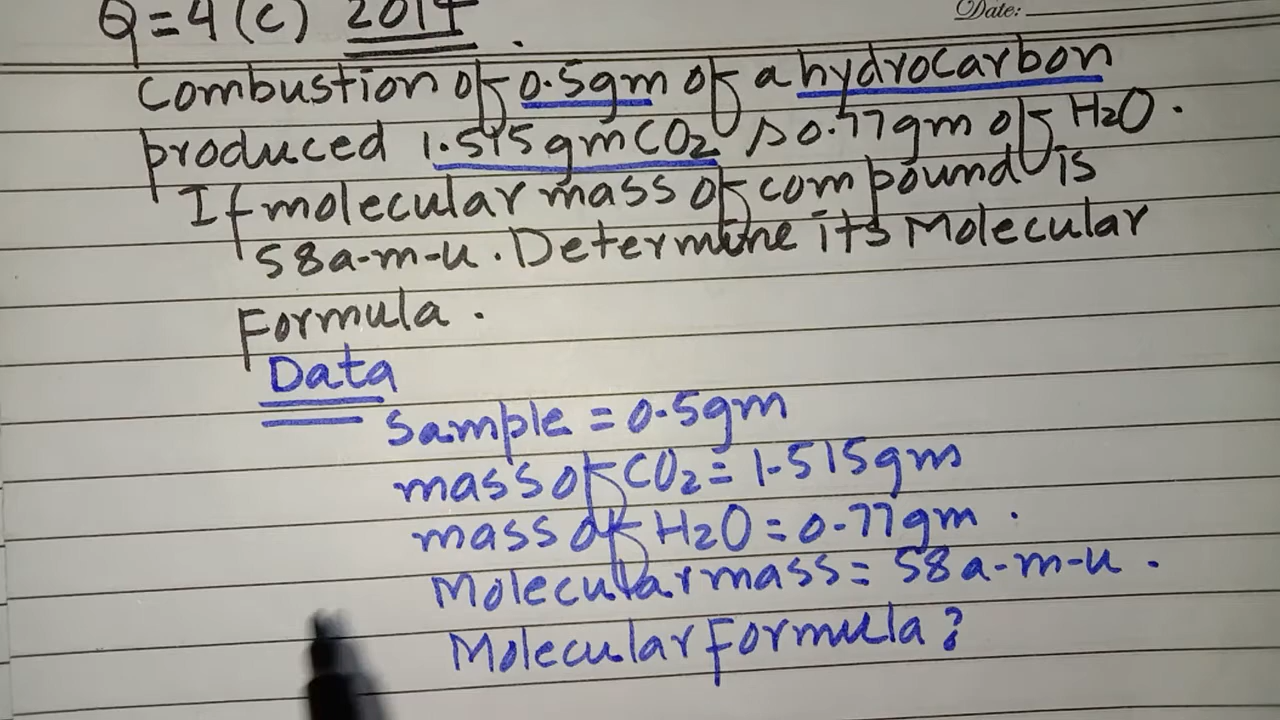 Q=4 (C) 2014.
Date:
Combustion of 0.5gm of a hydrocarbon
produced 1.515gm CO2 & 0.77gm of H2O.
If molecular mass of compound is
58a-m-u. Determine its Molecular
Formula.
Data
Sample = 0.5gm
mass of CO2 = 1.515gm
mass of H2O = 0.77gm.
Molecular mass = 58a-m-u.
Molecular Formula?